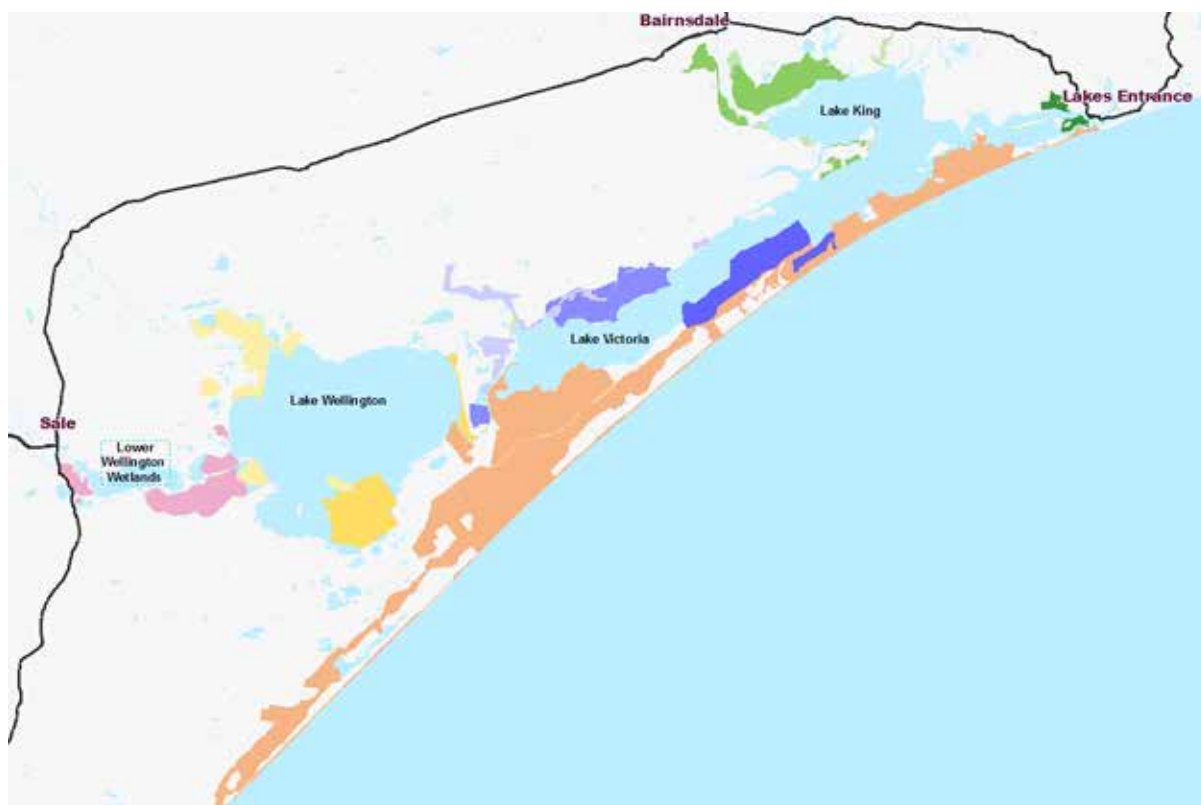 Bairnsdale
Lakes Entrance
Lake King
Lake Victoria
Lake Wellington
Sale
Lower
Wellington
Wetlands